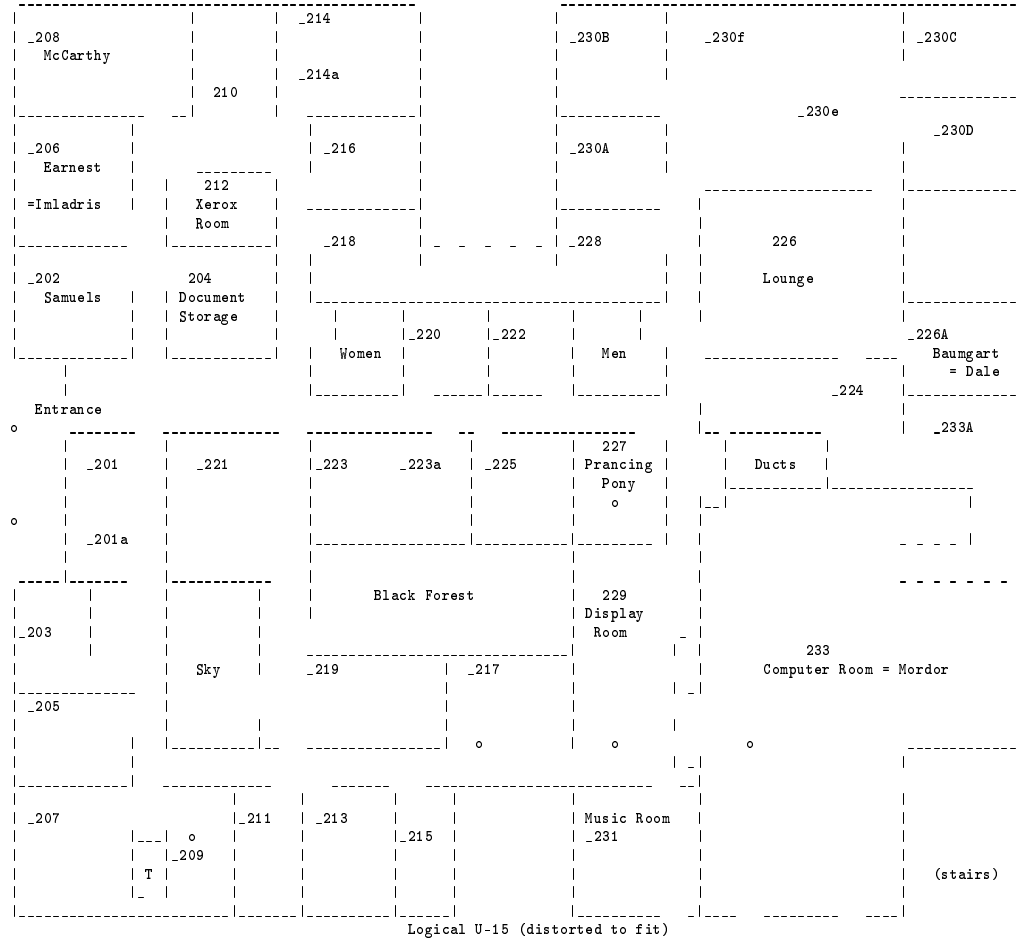 _214
_208 _230B _230f _230C
McCarthy
_214a
210
_230e
_230D
_206 _216 _230A
Earnest
212
=Imladris Xerox
Room
_218 _228 226
_202 204 Lounge
Samuels Document
Storage
_220 _222 _226A
Women Men Baumgart
= Dale
_224
Entrance
o _233A
227
_201 _221 _223 _223a _225 Prancing Ducts
Pony
o
o
_201a
Black Forest 229
Display
_203 Room
233
Sky _219 _217 Computer Room = Mordor
_205
o o o
_207 _211 _213 Music Room
o _215 _231
_209
T (stairs)
Logical U-15 (distorted to fit)